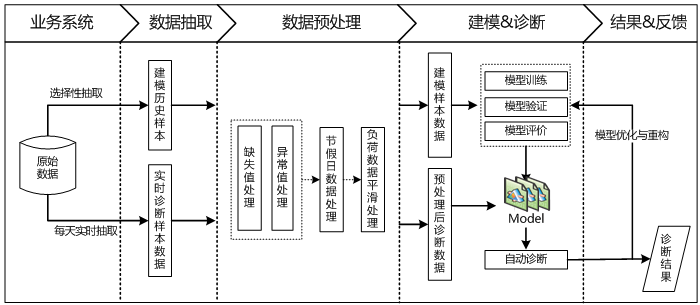 业务系统
数据抽取
数据预处理
建模&诊断
结果&反馈
选择性抽取
原始
数据
每天实时抽取
建模历史样本
实时诊断样本数据
缺失值处理
异常值处理
节假日数据处理
负荷数据平滑处理
建模样本数据
预处理后诊断数据
模型训练
模型验证
模型评价
Model
自动诊断
模型优化与重构
诊断结果